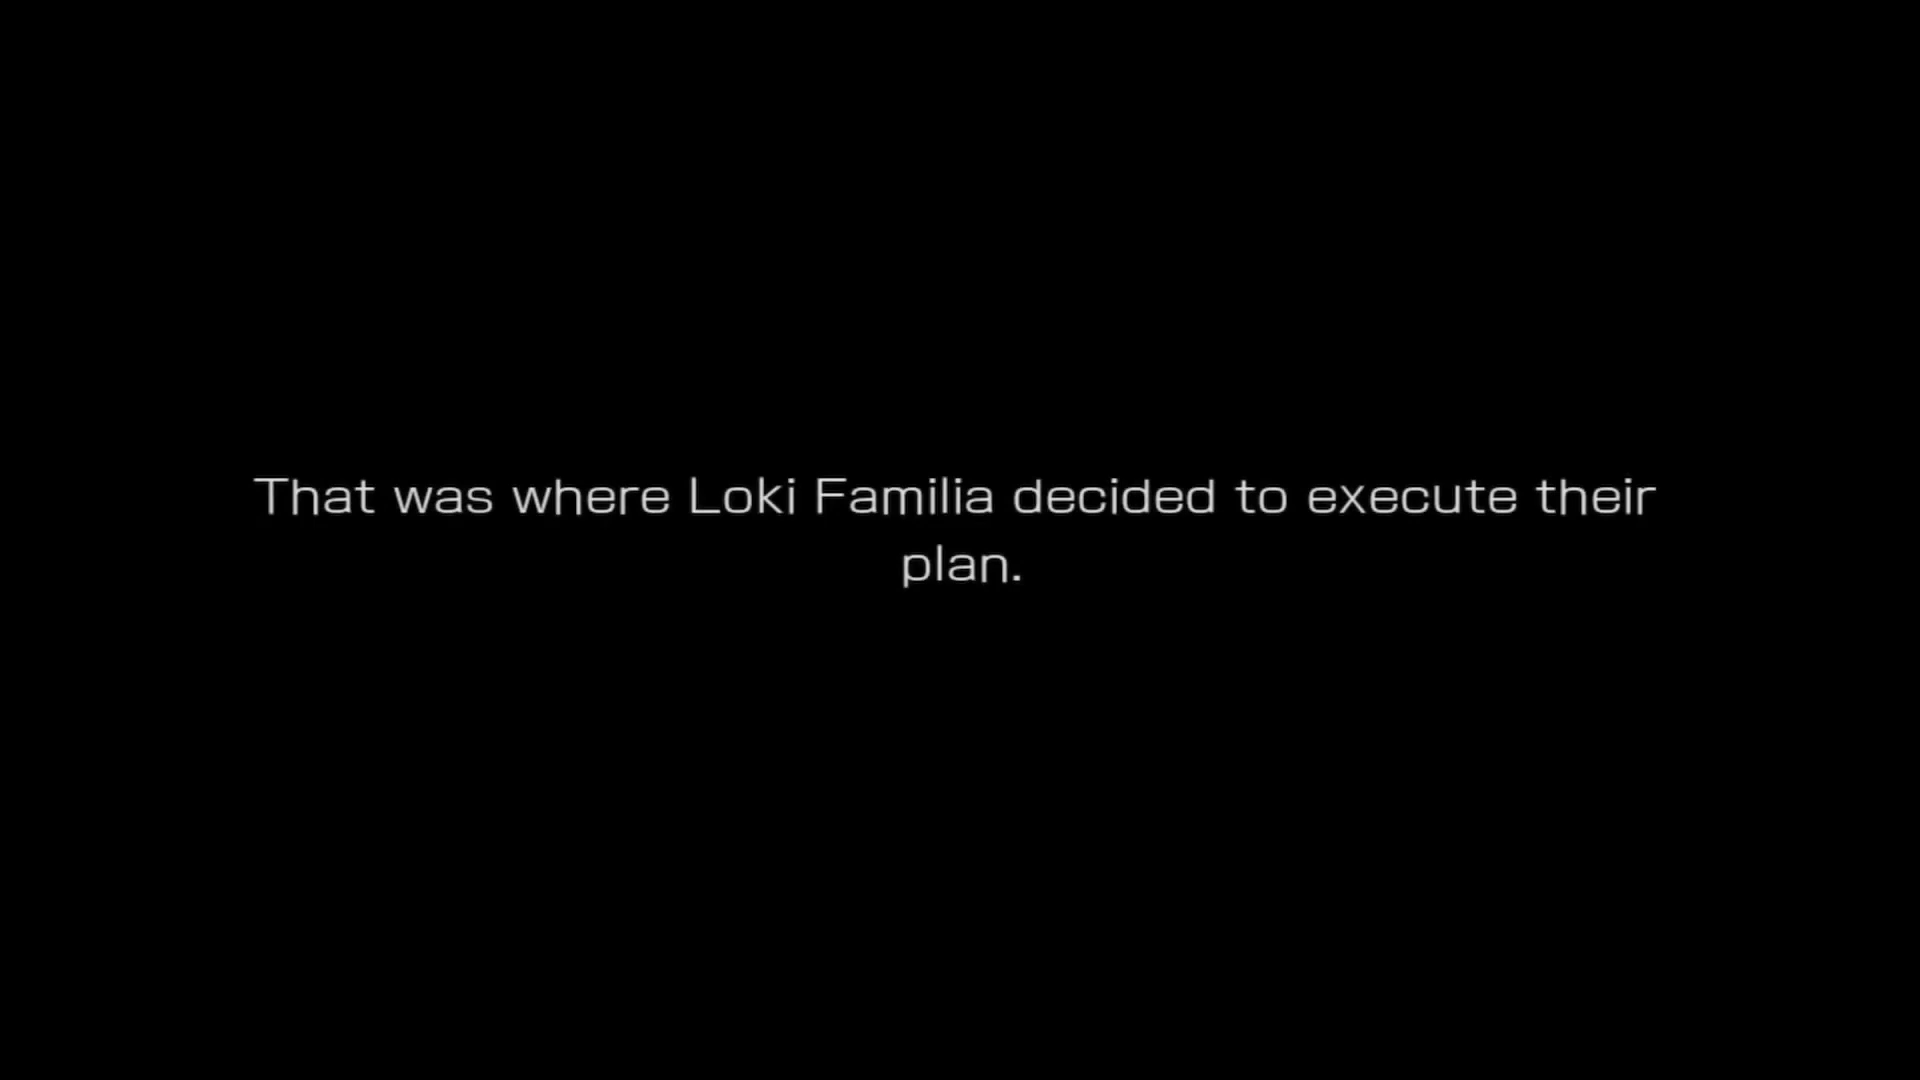 That was where Loki Familia decided to execute their
plan.